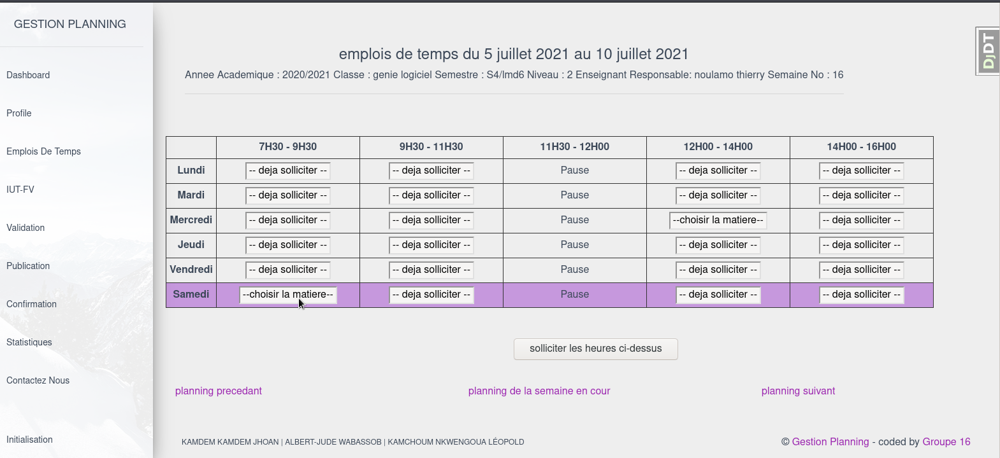 GESTION PLANNING
Dashboard
Profile
Emplois De Temps
IUT-FV
Validation
Publication
Confirmation
Statistiques
Contactez Nous
Initialisation
emplois de temps du 5 juillet 2021 au 10 juillet 2021
Annee Academique : 2020/2021 Classe : genie logiciel Semestre : S4/lmd6 Niveau : 2 Enseignant Responsable: noulamo thierry Semaine No : 16
DjDT
7H30 - 9H30 9H30 - 11H30 11H30 - 12H00 12H00 - 14H00 14H00 - 16H00
Lundi -- deja solliciter -- -- deja solliciter -- Pause -- deja solliciter -- -- deja solliciter --
Mardi -- deja solliciter -- -- deja solliciter -- Pause -- deja solliciter -- -- deja solliciter --
Mercredi -- deja solliciter -- -- deja solliciter -- Pause --choisir la matiere-- -- deja solliciter --
Jeudi -- deja solliciter -- -- deja solliciter -- Pause -- deja solliciter -- -- deja solliciter --
Vendredi -- deja solliciter -- -- deja solliciter -- Pause -- deja solliciter -- -- deja solliciter --
Samedi --choisir la matiere-- -- deja solliciter -- Pause -- deja solliciter -- -- deja solliciter --
solliciter les heures ci-dessus
planning precedant planning de la semaine en cour planning suivant
KAMDEM KAMDEM JHOAN | ALBERT-JUDE WABASSOB | KAMCHOUM NKWENGOUA LÉOPOLD © Gestion Planning - coded by Groupe 16